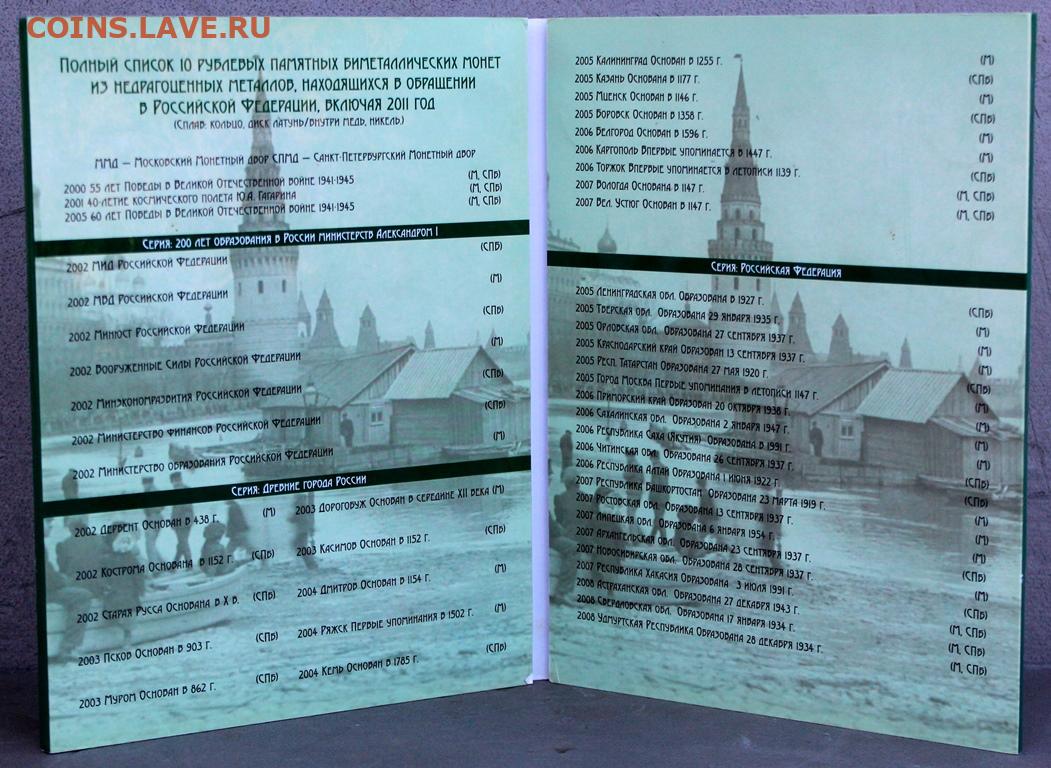 COINS.LAVE.RU
Полный список 10 рублевых памятных биметаллических монет
из недрагоценных металлов, находящихся в обращении
в Российской Федерации, включая 2011 год
(Сплав: кольцо, диск латунь/внутри медь, никель.)
ММД – Московский Монетный двор СПМД – Санкт-Петербургский Монетный двор
2000 55 лет Победы в Великой Отечественной войне 1941-1945 (М, СПб)
2001 40-летие космического полета Ю.А. Гагарина (М, СПб)
2005 60 лет Победы в Великой Отечественной войне 1941-1945 (М, СПб)
Серия: 200 лет образования в России министерств Александром I
2002 МИД Российской Федерации (СПб)
2002 МВД Российской Федерации (М)
2002 Минюст Российской Федерации (СПб)
2002 Вооруженные Силы Российской Федерации (М)
2002 Минэкономразвития Российской Федерации (СПб)
2002 Министерство финансов Российской Федерации (СПб)
2002 Министерство образования Российской Федерации (М)
Серия: Древние города России
2002 Дербент Основан в 438 г. (М)
2002 Кострома Основана в 1152 г. (СПб)
2002 Старая Русса Основана в X в. (СПб)
2003 Псков Основан в 903 г. (СПб)
2003 Муром Основан в 862 г. (СПб)
2003 Дорогобуж Основан в середине XII века (М)
2003 Касимов Основан в 1152 г. (СПб)
2004 Дмитров Основан в 1154 г. (М)
2004 Ряжск Первые упоминания в 1502 г. (М)
2004 Кемь Основан в 1785 г. (СПб)
2005 Калининград Основан в 1255 г. (М)
2005 Казань Основана в 1177 г. (СПб)
2005 Мценск Основан в 1146 г. (М)
2005 Боровск Основан в 1358 г. (СПб)
2006 Белгород Основан в 1596 г. (М)
2006 Каргополь Впервые упоминается в 1447 г. (М)
2006 Торжок Впервые упоминается в летописи 1139 г. (СПб)
2007 Вологда Основана в 1147 г. (М, СПб)
2007 Вел. Устюг Основан в 1147 г. (М, СПб)
Серия: Российская Федерация
2005 Ленинградская обл. Образована в 1927 г. (СПб)
2005 Тверская обл. Образована 29 января 1935 г. (М)
2005 Орловская обл. Образована 27 сентября 1937 г. (М)
2005 Краснодарский край Образован 13 сентября 1937 г. (М)
2005 Респ. Татарстан Образована 27 мая 1920 г. (СПб)
2005 Город Москва Первые упоминания в летописи 1147 г. (М)
2006 Приморский край Образован 20 октября 1938 г. (М)
2006 Сахалинская обл. Образована 2 января 1947 г. (М)
2006 Республика Саха (Якутия) Образована в 1991 г. (СПб)
2006 Читинская обл. Образована 26 сентября 1937 г. (СПб)
2006 Республика Алтай Образована 1 июня 1922 г. (СПб)
2007 Республика Башкортостан Образована 23 марта 1919 г. (М)
2007 Ростовская обл. Образована 13 сентября 1937 г. (М)
2007 Липецкая обл. Образована 6 января 1954 г. (М)
2007 Архангельская обл. Образована 23 сентября 1937 г. (СПб)
2007 Новосибирская обл. Образована 28 сентября 1937 г. (М)
2007 Республика Хакасия Образована 3 июля 1991 г. (СПб)
2008 Астраханская обл. Образована 27 декабря 1943 г. (М, СПб)
2008 Свердловская обл. Образована 17 января 1934 г. (М, СПб)
2008 Удмуртская Республика Образована 28 декабря 1934 г. (М, СПб)